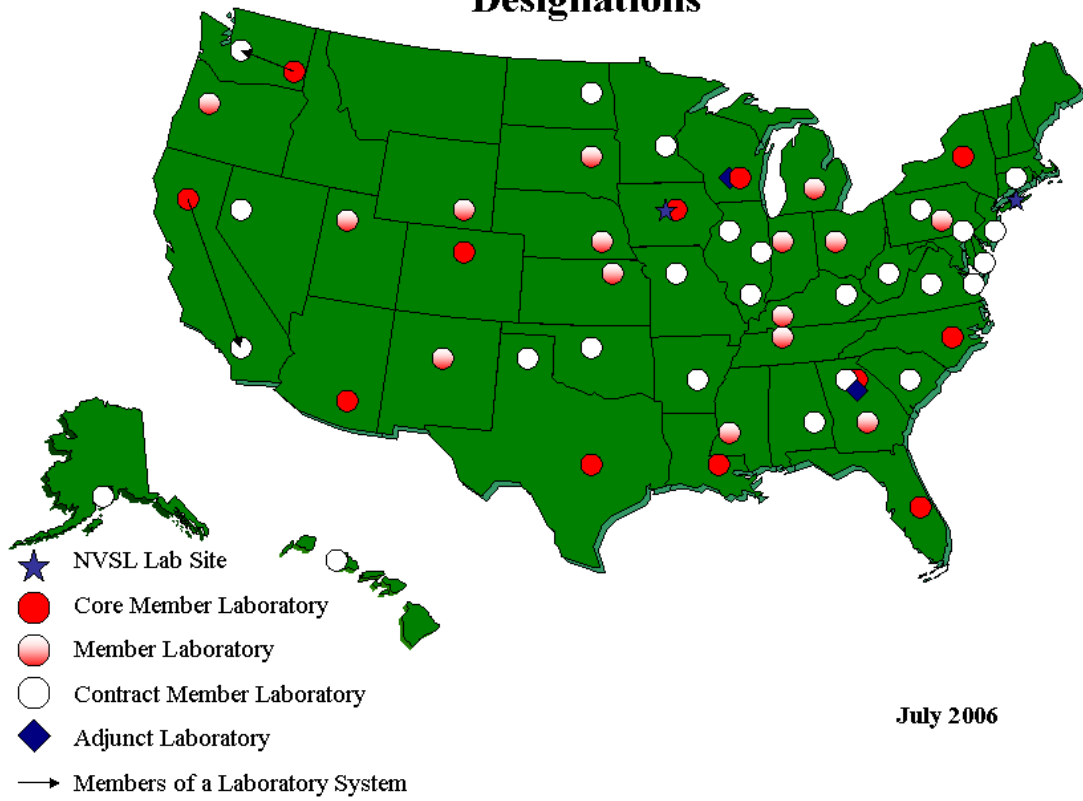 Designations
NVSL Lab Site
Core Member Laboratory
Member Laboratory
Contract Member Laboratory
July 2006
Adjunct Laboratory
Members of a Laboratory System